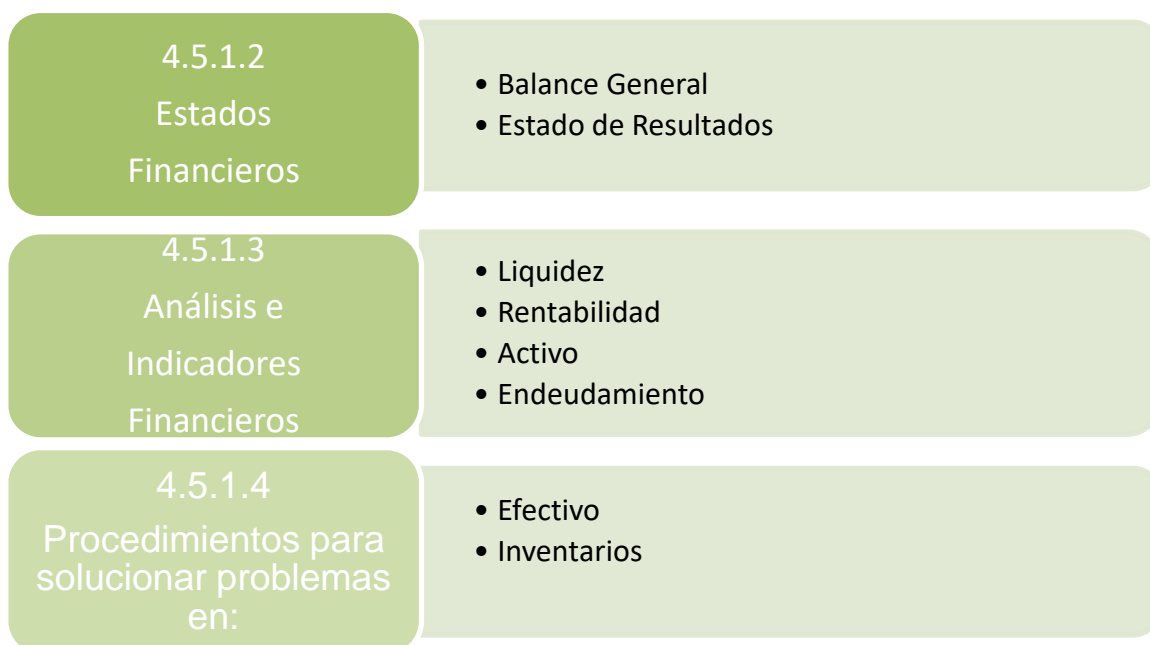 4.5.1.2
Estados
Financieros
• Balance General
• Estado de Resultados
4.5.1.3
Análisis e
Indicadores
Financieros
• Liquidez
• Rentabilidad
• Activo
• Endeudamiento
4.5.1.4
Procedimientos para
solucionar problemas
en:
• Efectivo
• Inventarios